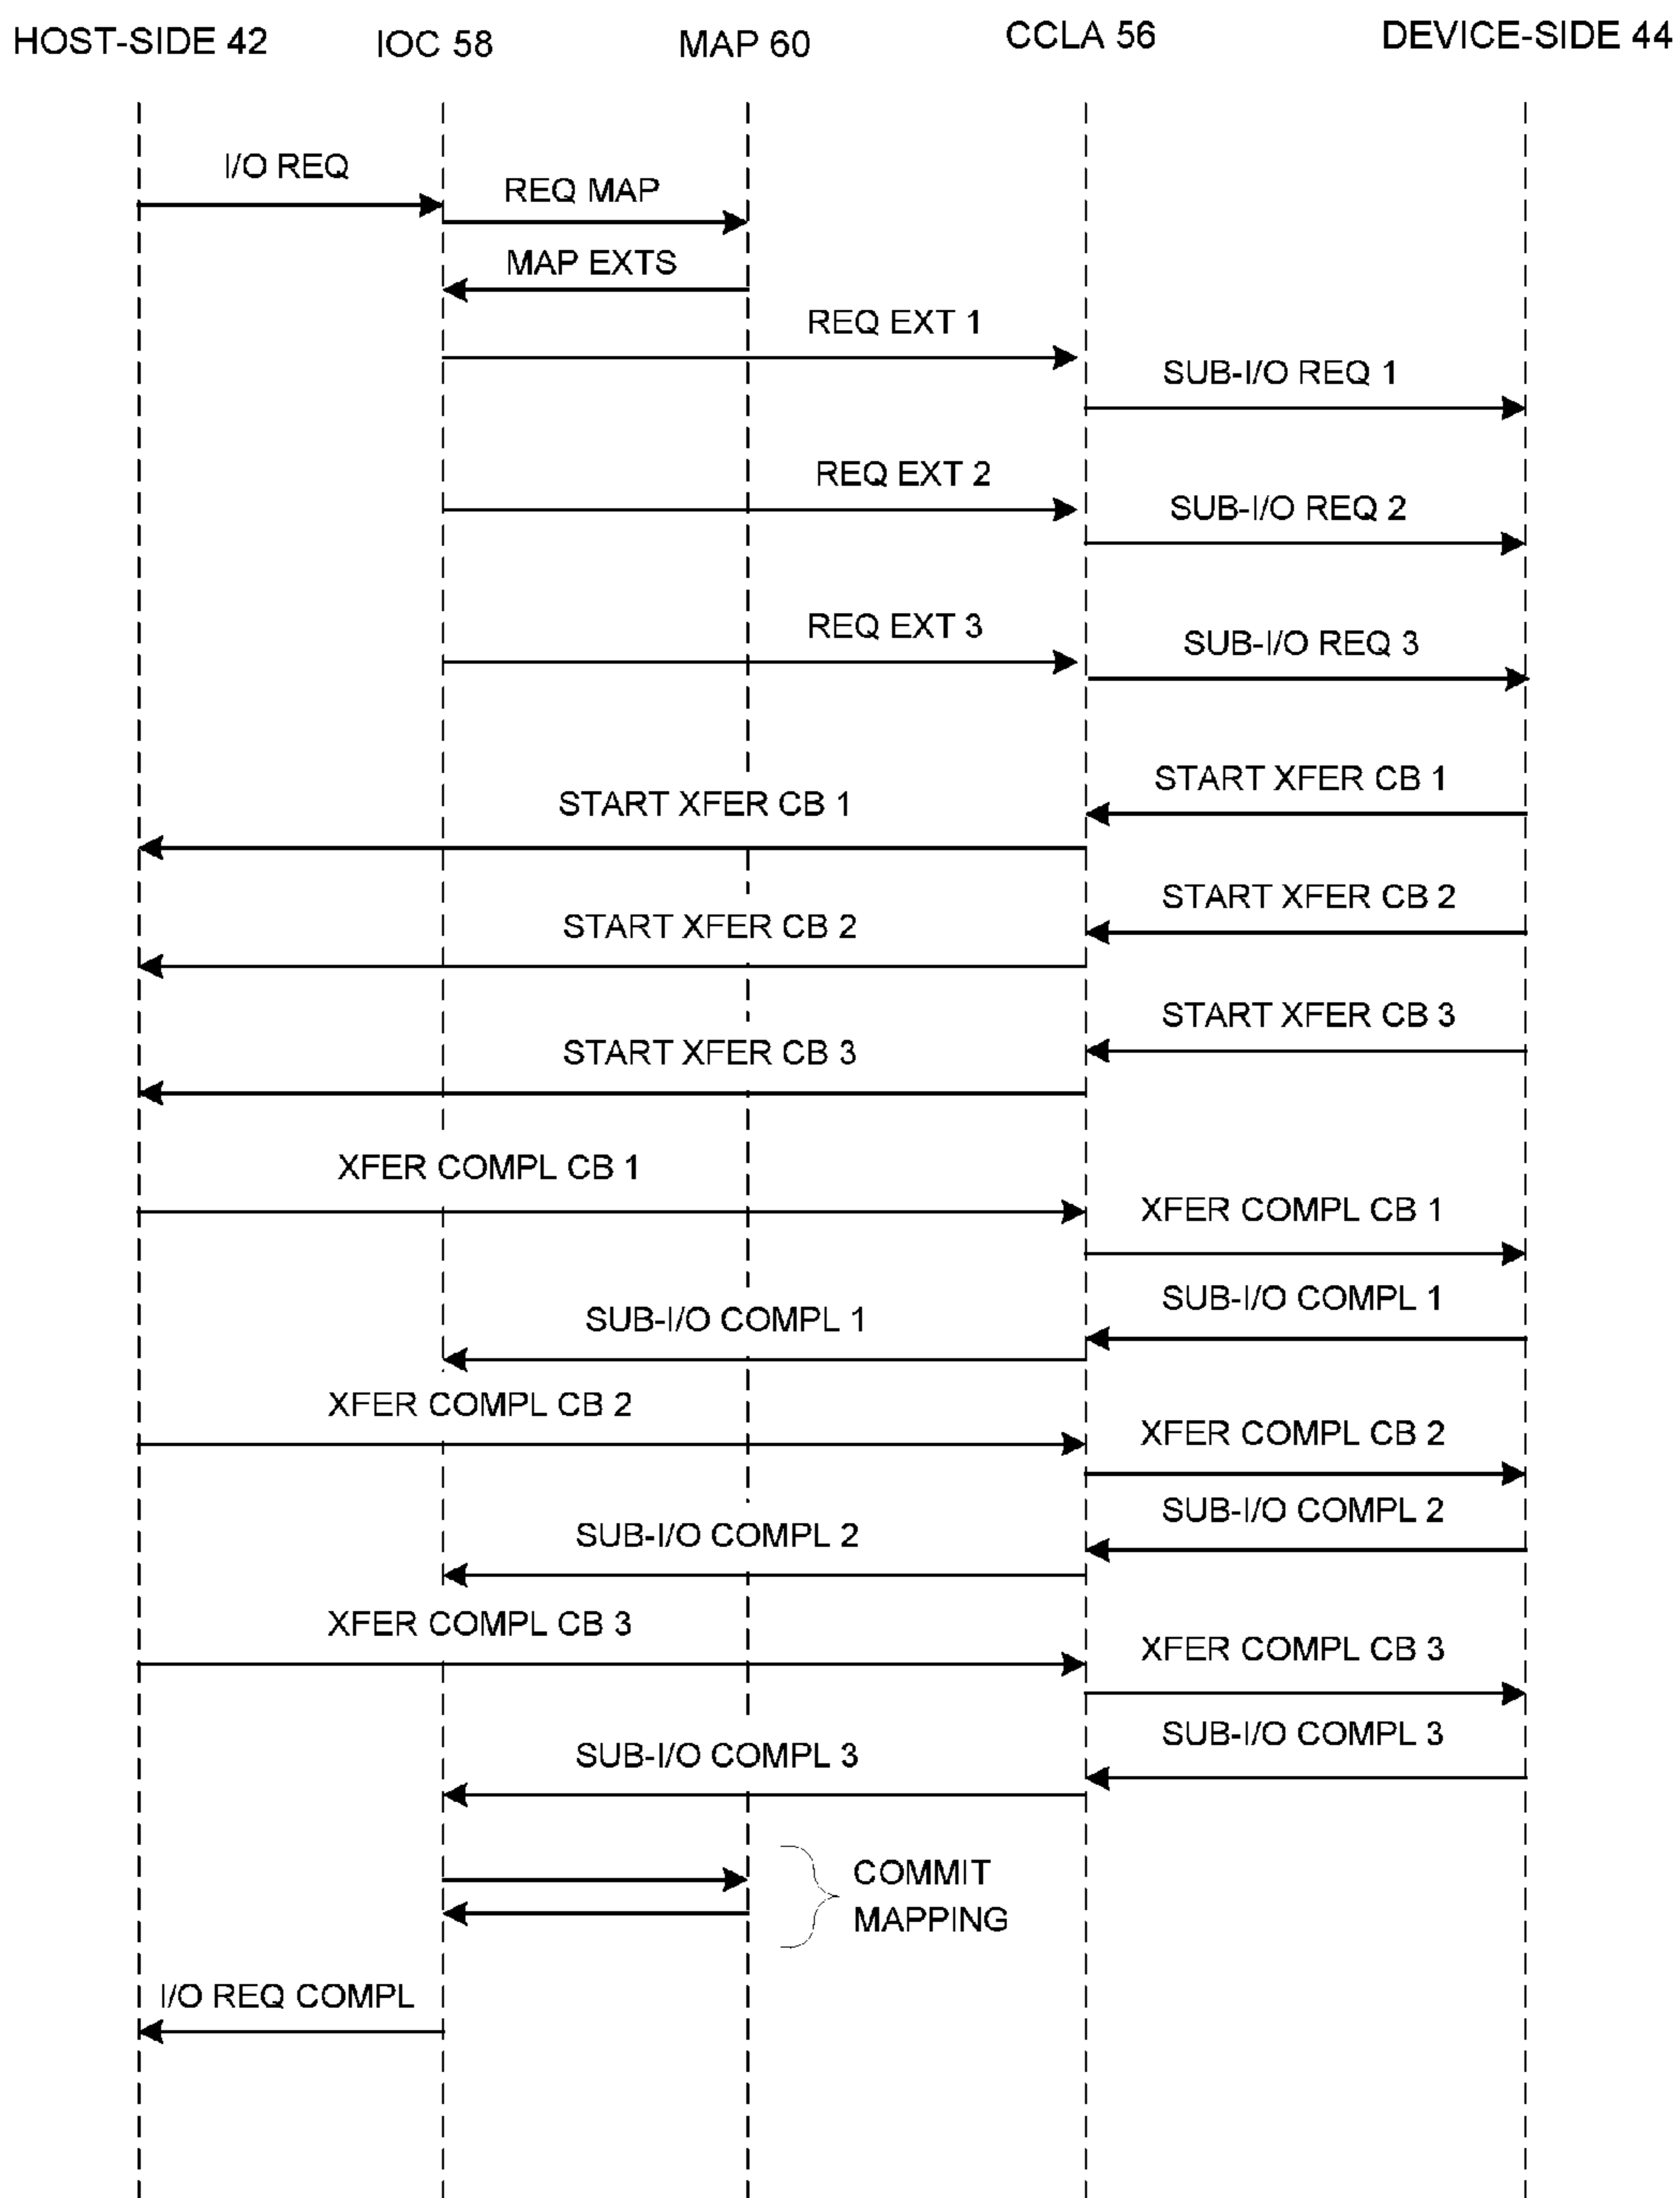 HOST-SIDE 42 IOC 58 MAP 60 CCLA 56 DEVICE-SIDE 44
I/O REQ
REQ MAP
MAP EXTS
REQ EXT 1
SUB-I/O REQ 1
REQ EXT 2
SUB-I/O REQ 2
REQ EXT 3
SUB-I/O REQ 3
START XFER CB 1
START XFER CB 1
START XFER CB 2
START XFER CB 2
START XFER CB 3
START XFER CB 3
XFER COMPL CB 1
XFER COMPL CB 1
SUB-I/O COMPL 1
SUB-I/O COMPL 1
XFER COMPL CB 2
XFER COMPL CB 2
SUB-I/O COMPL 2
SUB-I/O COMPL 2
XFER COMPL CB 3
XFER COMPL CB 3
SUB-I/O COMPL 3
SUB-I/O COMPL 3
COMMIT
MAPPING
I/O REQ COMPL